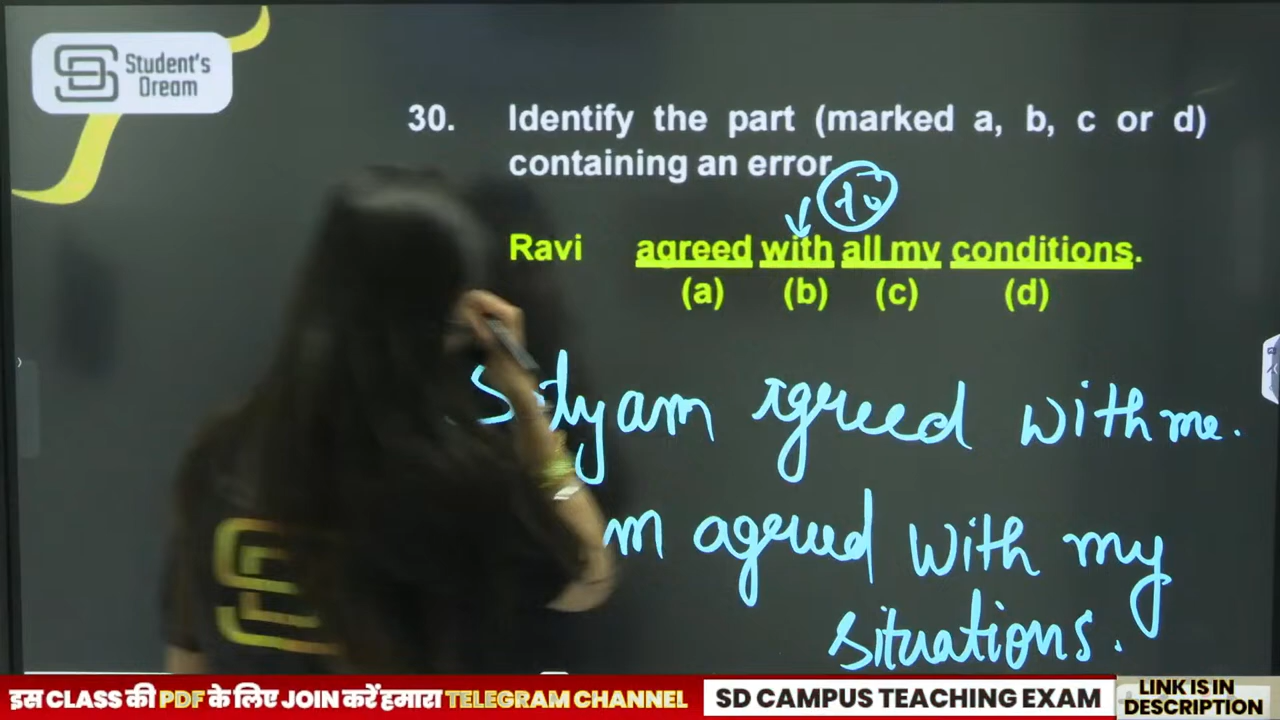 Student's
Dream
30. Identify the part (marked a, b, c or d)
containing an error.
to
Ravi agreed with all my conditions.
(a) (b) (c) (d)
agreed with me.
agreed with my
situations.
इस CLASS की PDF के लिए JOIN करें हमारा TELEGRAM CHANNEL
SD CAMPUS TEACHING EXAM
LINK IS IN
DESCRIPTION